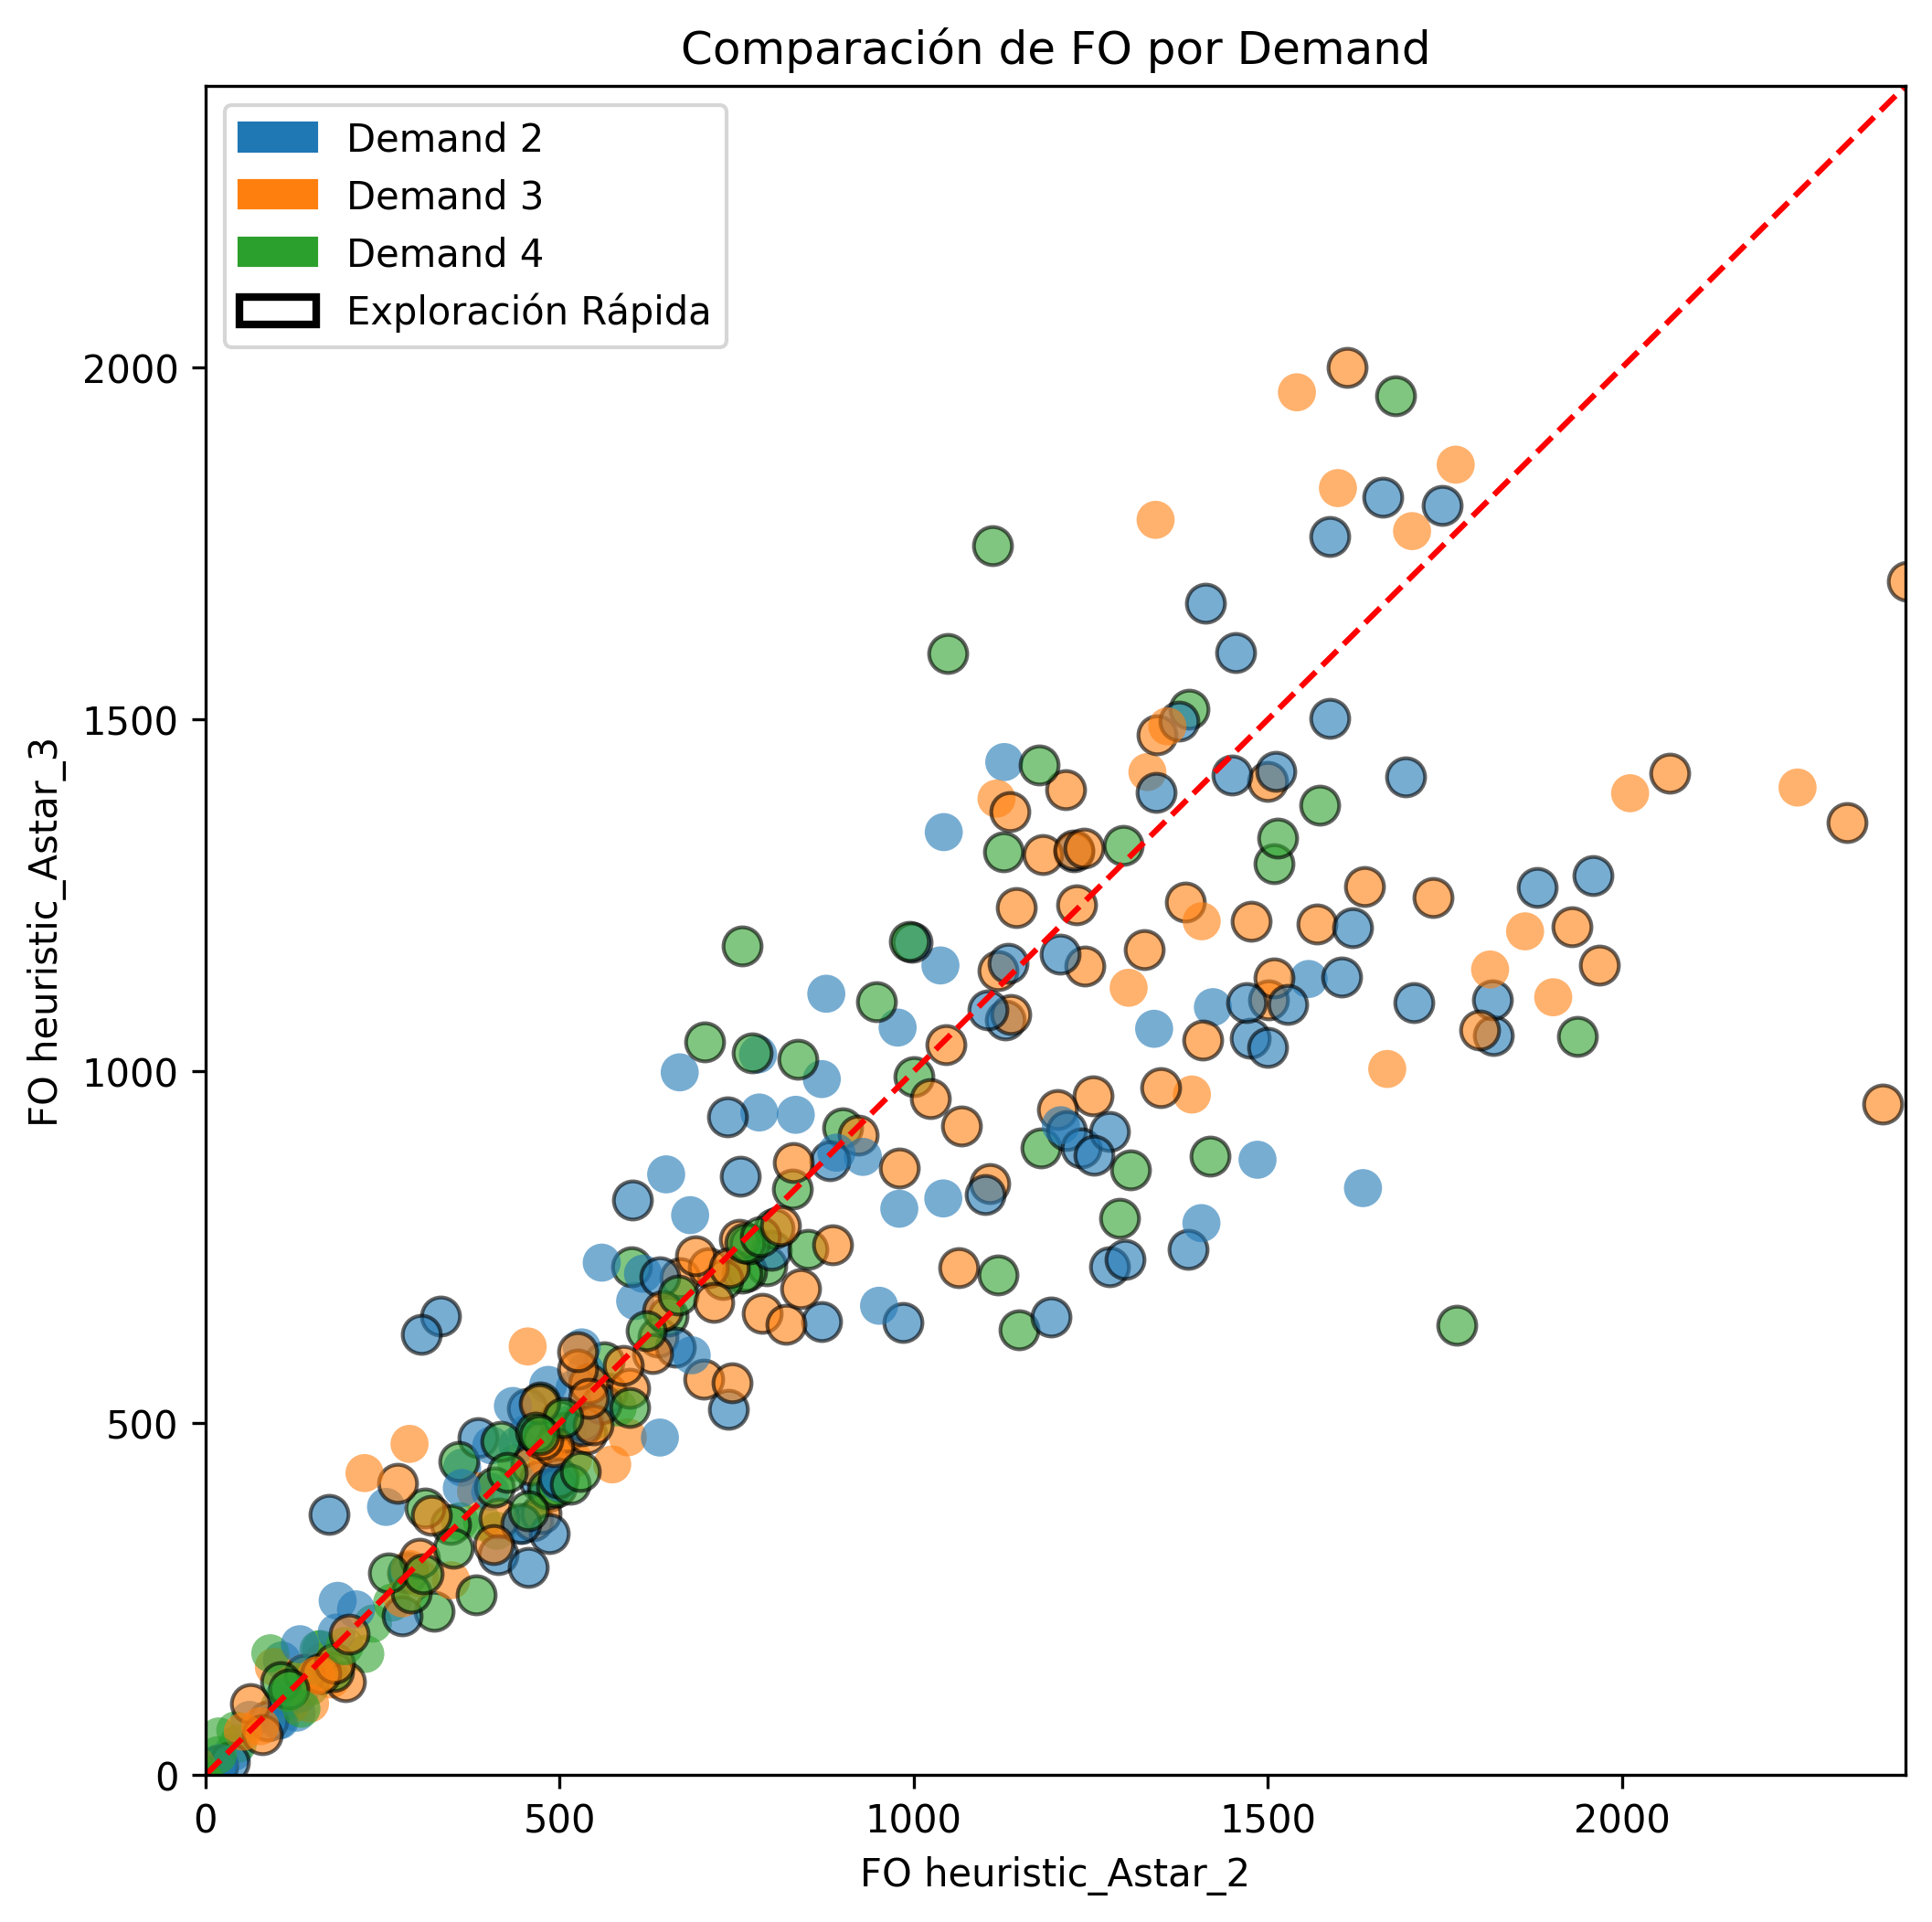 Comparación de FO por Demand
Demand 2
Demand 3
Demand 4
Exploración Rápida
2000
1500
1000
500
0
FO heuristic_Astar_3
0
500
1000
1500
2000
FO heuristic_Astar_2